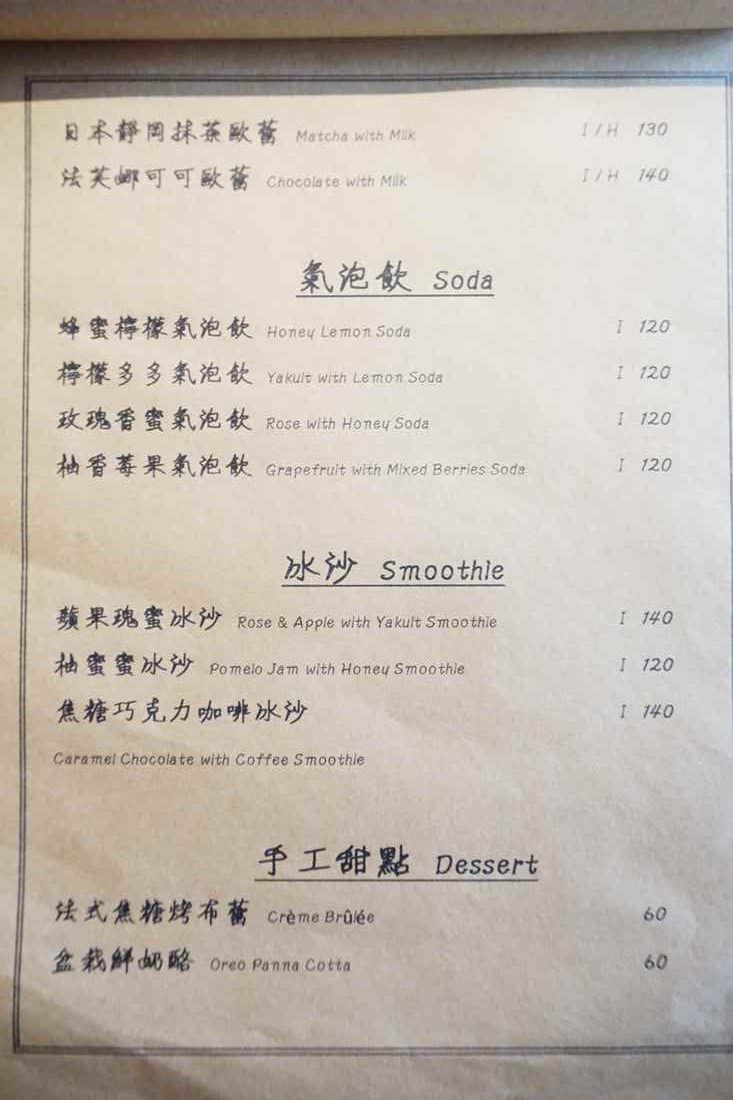 日本靜岡抹茶歐蕾 Matcha with Milk I / H 130
法芙娜可可歐蕾 Chocolate with Milk I / H 140
氣泡飲 Soda
蜂蜜檸檬氣泡飲 Honey Lemon Soda I 120
檸檬多多氣泡飲 Yakult with Lemon Soda I 120
玫瑰香蜜氣泡飲 Rose with Honey Soda I 120
柚香莓果氣泡飲 Grapefruit with Mixed Berries Soda I 120
冰沙 Smoothie
蘋果瑰蜜冰沙 Rose & Apple with Yakult Smoothie I 140
柚蜜蜜冰沙 Pomelo Jam with Honey Smoothie I 120
焦糖巧克力咖啡冰沙 I 140
Caramel Chocolate with Coffee Smoothie
手工甜點 Dessert
法式焦糖烤布蕾 Crème Brûlée 60
盆栽鮮奶酪 Oreo Panna Cotta 60